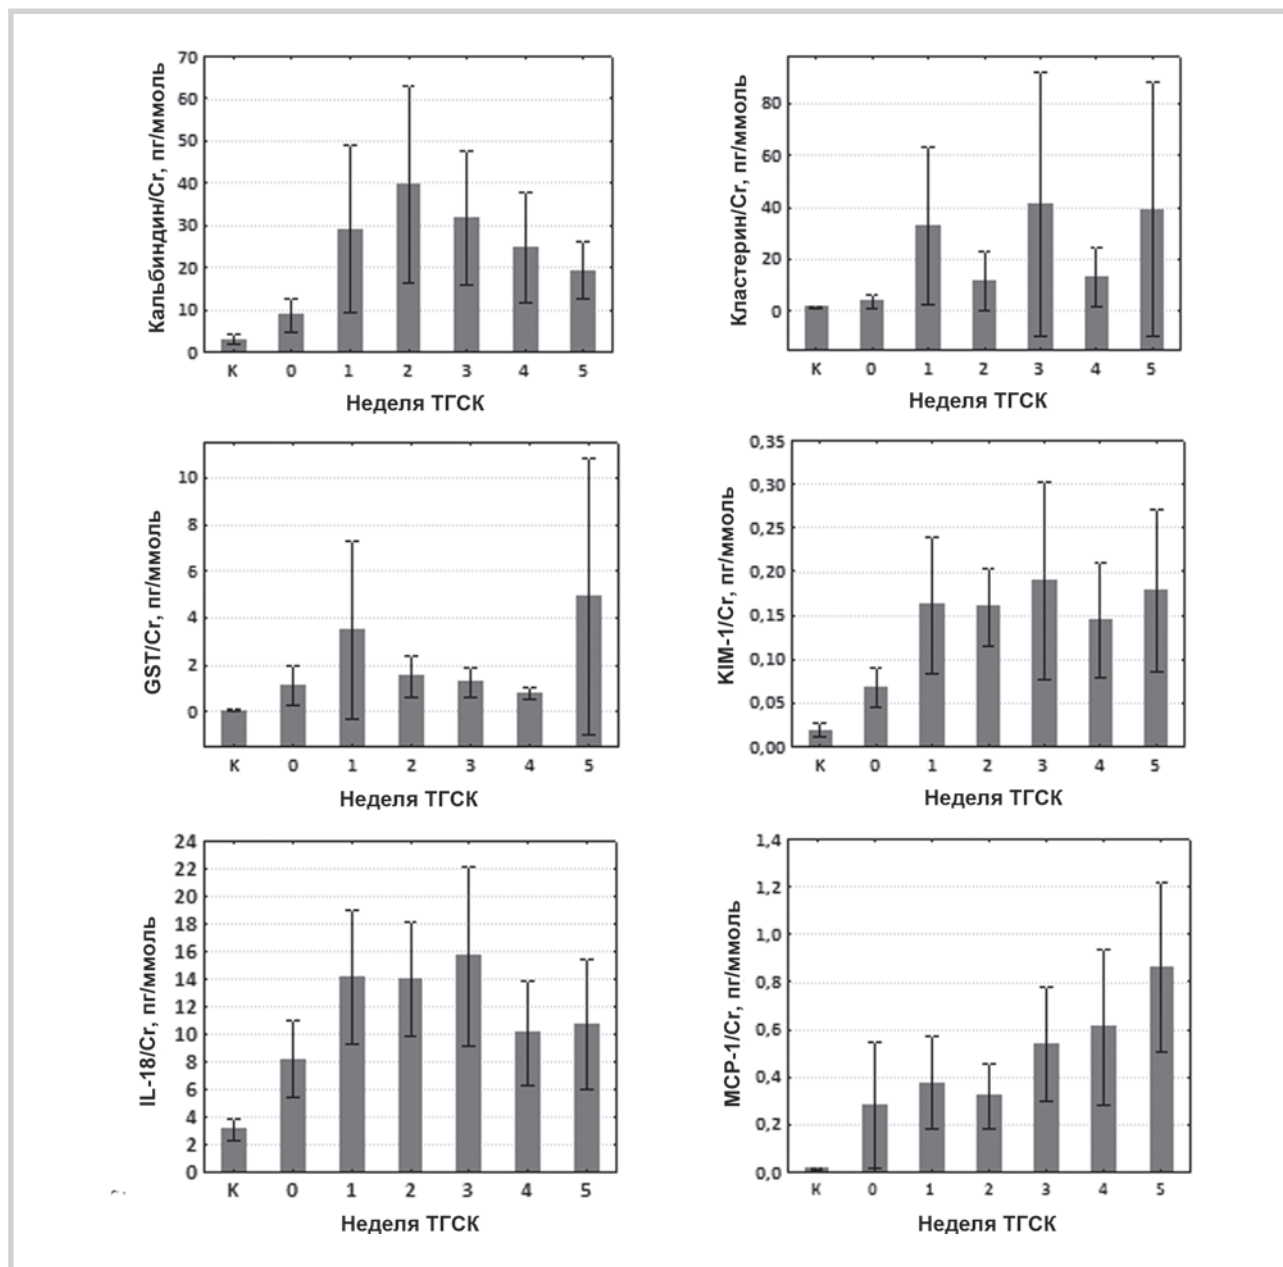 Кальбиндин/Cr, пг/ммоль
70
60
50
40
30
20
10
0
К 0 1 2 3 4 5
Неделя ТГСК
Кластерин/Cr, пг/ммоль
80
60
40
20
0
К 0 1 2 3 4 5
Неделя ТГСК
GST/Cr, пг/ммоль
10
8
6
4
2
0
К 0 1 2 3 4 5
Неделя ТГСК
KIM-1/Cr, пг/ммоль
0,35
0,30
0,25
0,20
0,15
0,10
0,05
0,00
К 0 1 2 3 4 5
Неделя ТГСК
IL-18/Cr, пг/ммоль
24
22
20
18
16
14
12
10
8
6
4
2
0
К 0 1 2 3 4 5
Неделя ТГСК
MCP-1/Cr, пг/ммоль
1,4
1,2
1,0
0,8
0,6
0,4
0,2
0,0
К 0 1 2 3 4 5
Неделя ТГСК